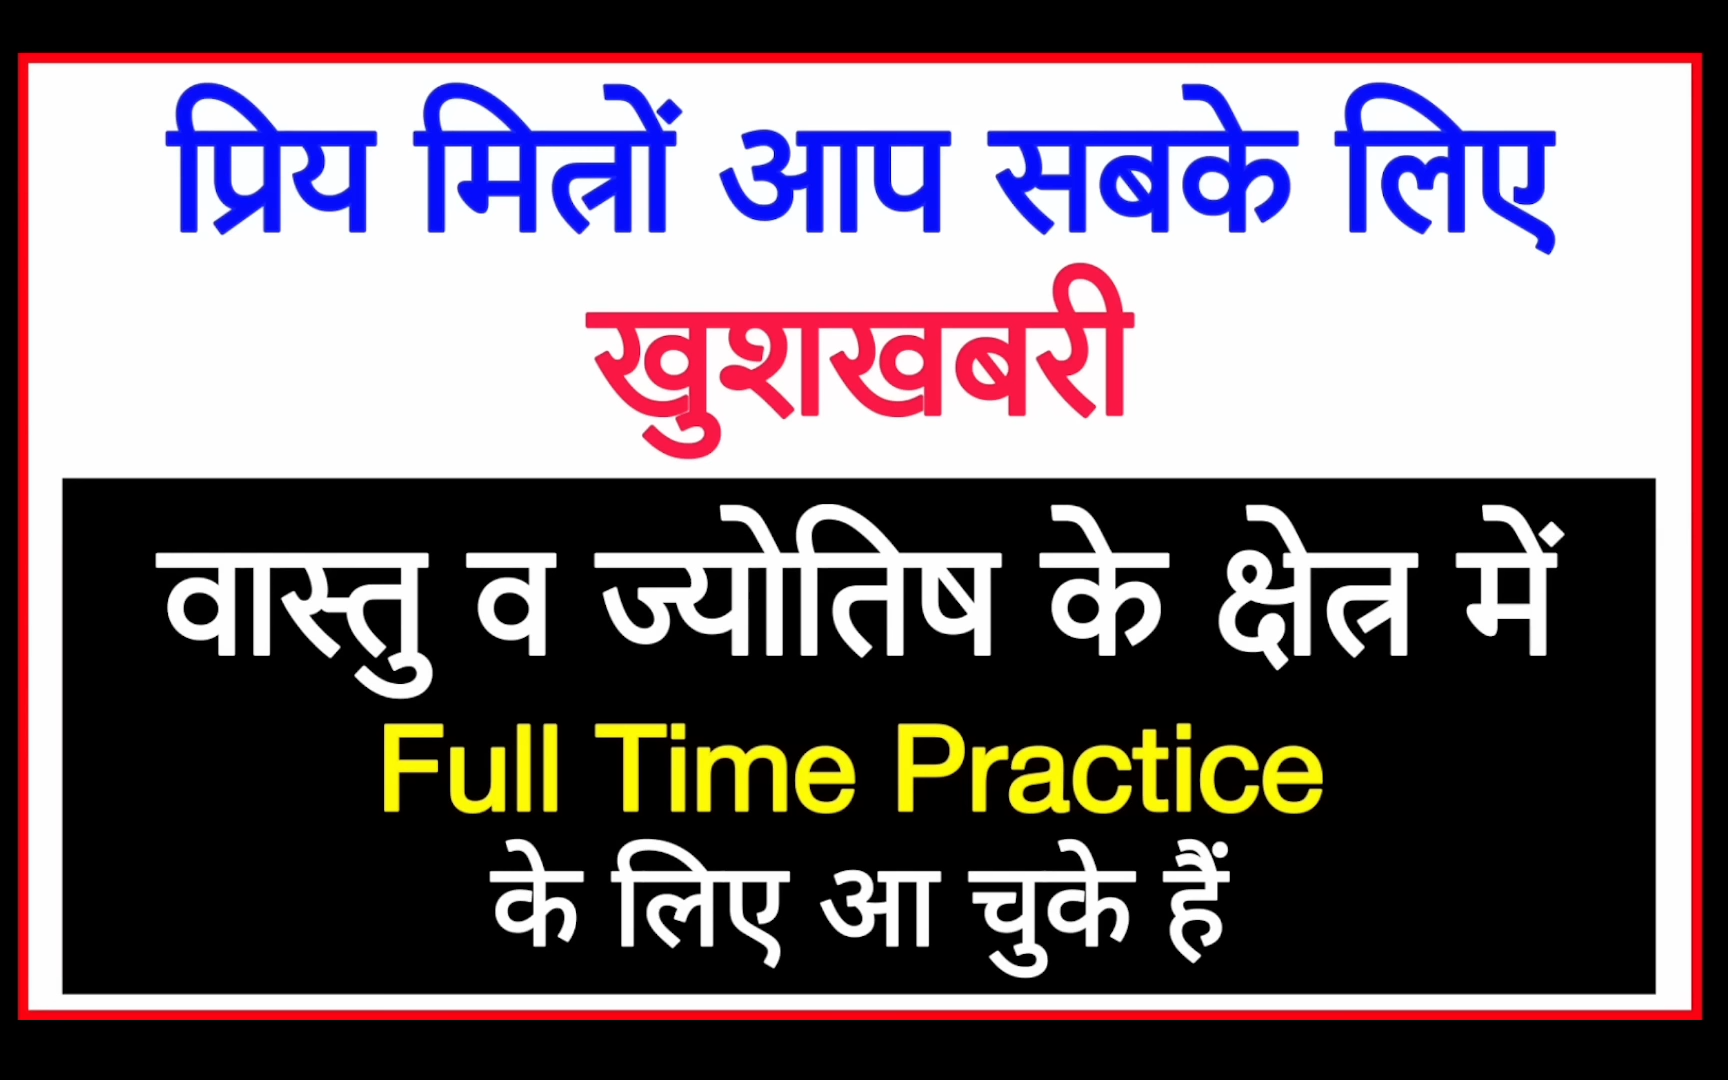 प्रिय मित्रों आप सबके लिए
खुशखबरी
वास्तु व ज्योतिष के क्षेत्र में
Full Time Practice
के लिए आ चुके हैं